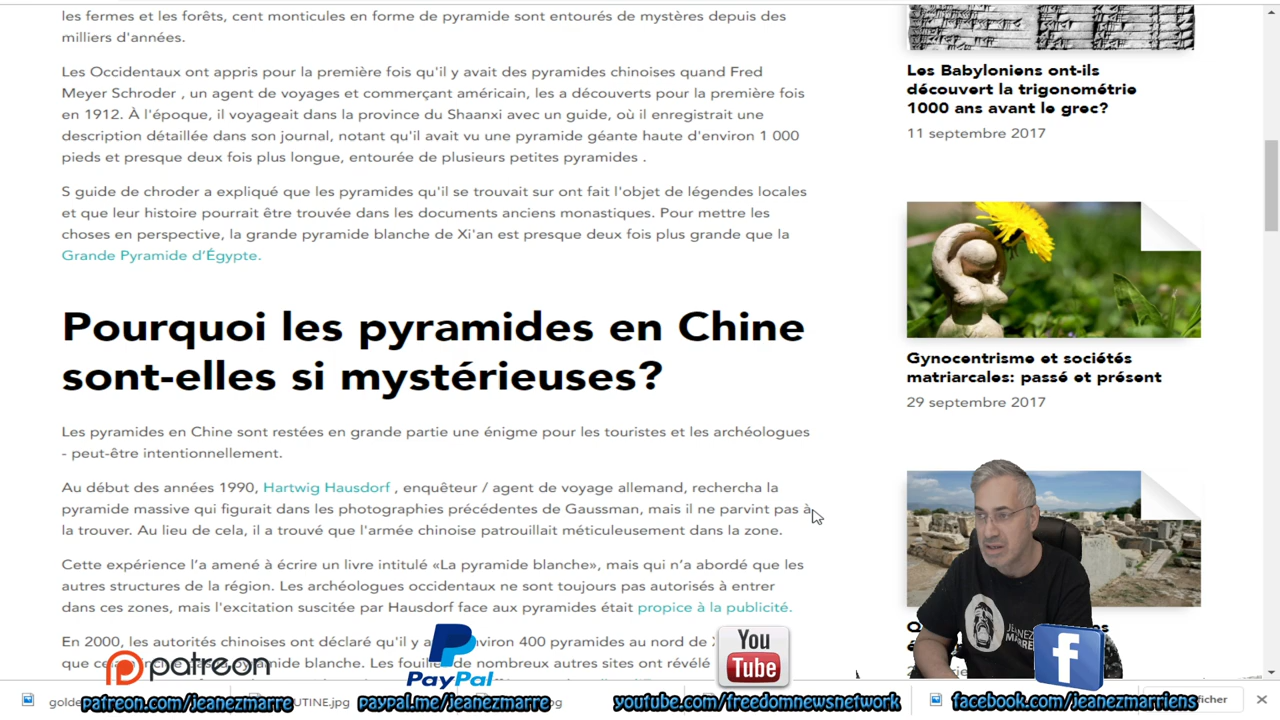 les fermes et les forêts, cent monticules en forme de pyramide sont entourés de mystères depuis des
milliers d'années.
Les Occidentaux ont appris pour la première fois qu'il y avait des pyramides chinoises quand Fred
Meyer Schroder , un agent de voyages et commerçant américain, les a découverts pour la première fois
en 1912. À l'époque, il voyageait dans la province du Shaanxi avec un guide, où il enregistrait une
description détaillée dans son journal, notant qu'il avait vu une pyramide géante haute d'environ 1 000
pieds et presque deux fois plus longue, entourée de plusieurs petites pyramides .
S guide de chroder a expliqué que les pyramides qu'il se trouvait sur ont fait l'objet de légendes locales
et que leur histoire pourrait être trouvée dans les documents anciens monastiques. Pour mettre les
choses en perspective, la grande pyramide blanche de Xi'an est presque deux fois plus grande que la
Grande Pyramide d’Égypte.
Pourquoi les pyramides en Chine
sont-elles si mystérieuses?
Les pyramides en Chine sont restées en grande partie une énigme pour les touristes et les archéologues
- peut-être intentionnellement.
Au début des années 1990, Hartwig Hausdorf , enquêteur / agent de voyage allemand, rechercha la
pyramide massive qui figurait dans les photographies précédentes de Gaussman, mais il ne parvint pas à
la trouver. Au lieu de cela, il a trouvé que l'armée chinoise patrouillait méticuleusement dans la zone.
Cette expérience l’a amené à écrire un livre intitulé «La pyramide blanche», mais qui n’a abordé que les
autres structures de la région. Les archéologues occidentaux ne sont toujours pas autorisés à entrer
dans ces zones, mais l'excitation suscitée par Hausdorf face aux pyramides était propice à la publicité.
En 2000, les autorités chinoises ont déclaré qu'il y a environ 400 pyramides au nord de
que cela pyramide blanche. Les fouilles de nombreux autres sites ont révélé
Les Babyloniens ont-ils
découvert la trigonométrie
1000 ans avant le grec?
11 septembre 2017
Gynocentrisme et sociétés
matriarcales: passé et présent
29 septembre 2017
JEANEZ
MARRE
patreon
PayPal
You
Tube
f
patreon.com/jeanezmarre
paypal.me/jeanezmarre
youtube.com/freedomnewsnetwork
facebook.com/jeanezmarriens